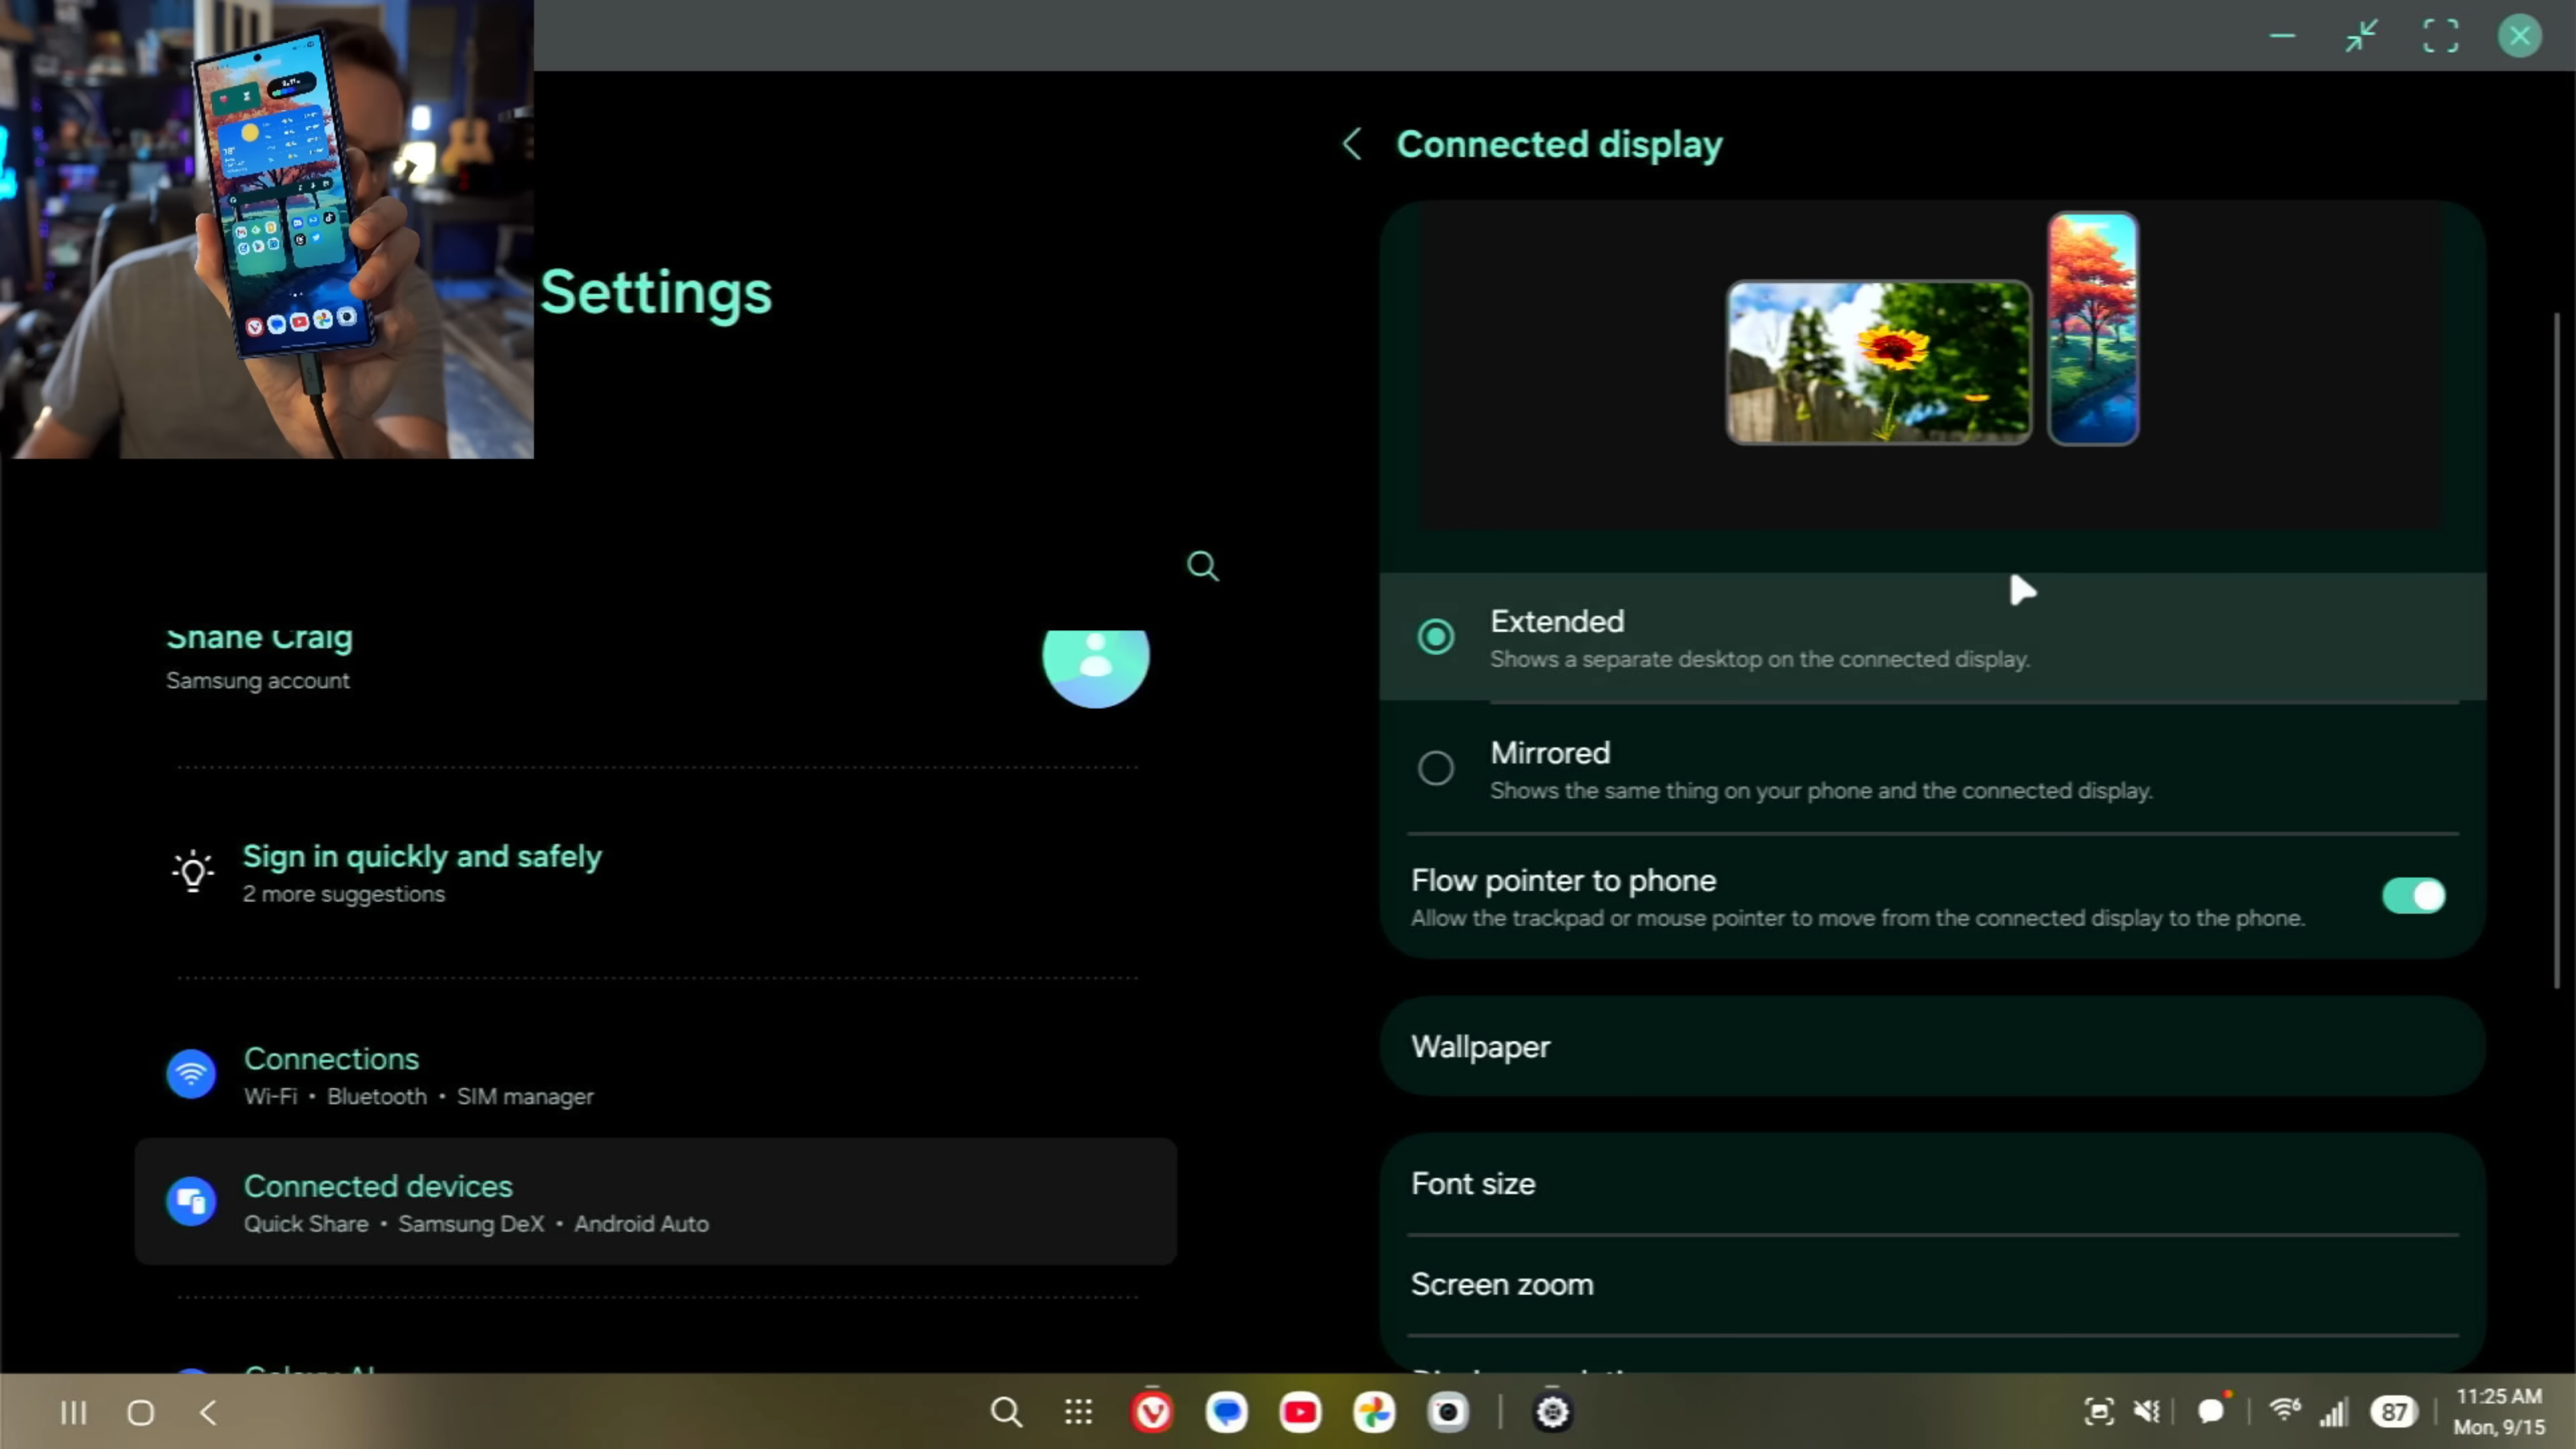 Settings
Shane Craig
Samsung account
Sign in quickly and safely
2 more suggestions
Connections
Wi-Fi • Bluetooth • SIM manager
Connected devices
Quick Share • Samsung DeX • Android Auto
Galaxy AI
Connected display
Extended
Shows a separate desktop on the connected display.
Mirrored
Shows the same thing on your phone and the connected display.
Flow pointer to phone
Allow the trackpad or mouse pointer to move from the connected display to the phone.
Wallpaper
Font size
Screen zoom
6
87
11:25 AM
Mon, 9/15